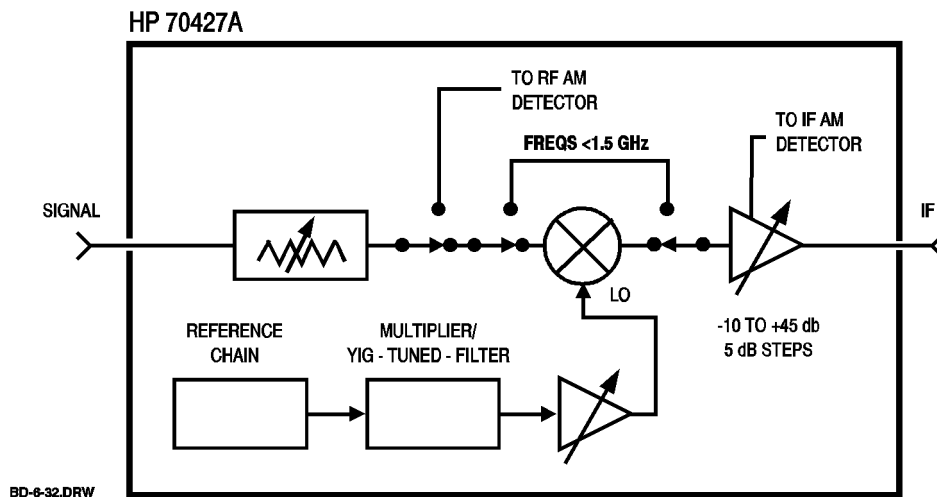 HP 70427A
TO RF AM
DETECTOR
TO IF AM
DETECTOR
FREQS <1.5 GHz
SIGNAL
IF
LO
-10 TO +45 db
5 dB STEPS
REFERENCE
CHAIN
MULTIPLIER/
YIG - TUNED - FILTER
BD-6-32.DRW